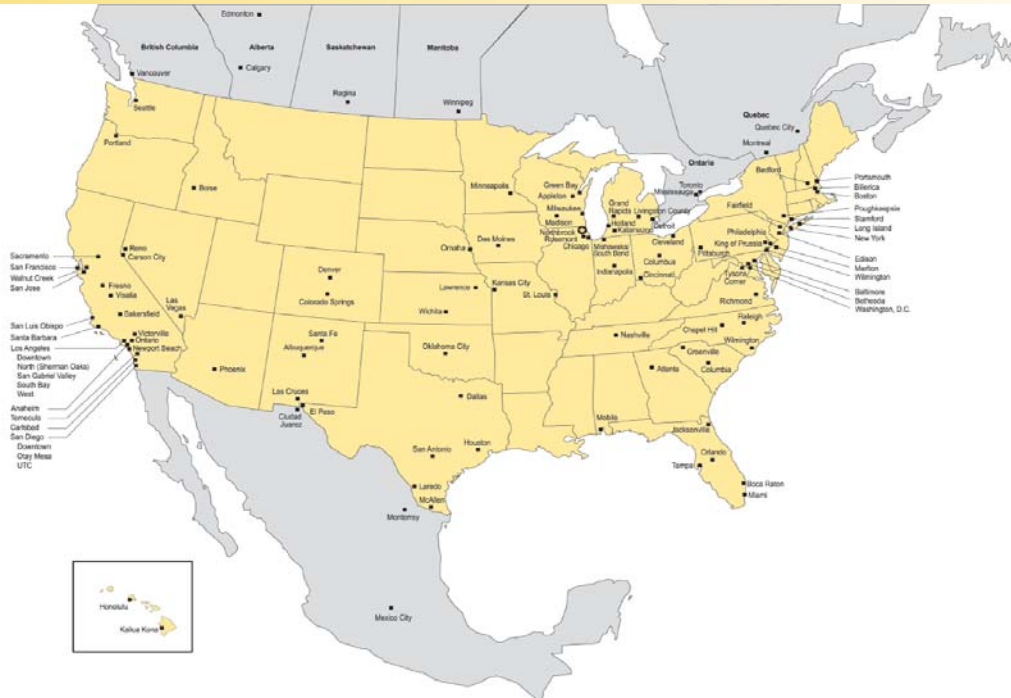 Edmonton
British Columbia
Alberta
Saskatchewan
Manitoba
Vancouver
Calgary
Regina
Winnipeg
Quebec
Quebec City
Montreal
Ontario
Toronto
Mississauga
Seattle
Portland
Boise
Minneapolis
Green Bay
Appleton
Milwaukee
Madison
Northbrook
Rosemont
Chicago
Grand
Rapids
Livingston County
Holland
Kalamazoo
Detroit
Mishawaka/
South Bend
Cleveland
Columbus
Indianapolis
Cincinnati
Pittsburgh
Bedford
Fairfield
Philadelphia
King of Prussia
Tysons
Corner
Richmond
Portsmouth
Billerica
Boston
Poughkeepsie
Stamford
Long Island
New York
Edison
Marlton
Wilmington
Baltimore
Bethesda
Washington, D.C.
Reno
Carson City
Sacramento
San Francisco
Walnut Creek
San Jose
Fresno
Visalia
Bakersfield
Las
Vegas
San Luis Obispo
Santa Barbara
Los Angeles
Downtown
North (Sherman Oaks)
San Gabriel Valley
South Bay
West
Victorville
Ontario
Newport Beach
Anaheim
Temecula
Carlsbad
San Diego
Downtown
Otay Mesa
UTC
Denver
Colorado Springs
Omaha
Des Moines
Lawrence
Kansas City
St. Louis
Wichita
Santa Fe
Albuquerque
Phoenix
Las Cruces
El Paso
Ciudad
Juarez
Oklahoma City
Dallas
Houston
San Antonio
Laredo
McAllen
Monterrey
Mexico City
Nashville
Chapel Hill
Raleigh
Wilmington
Greenville
Columbia
Atlanta
Mobile
Jacksonville
Orlando
Tampa
Boca Raton
Miami
Honolulu
Kailua Kona